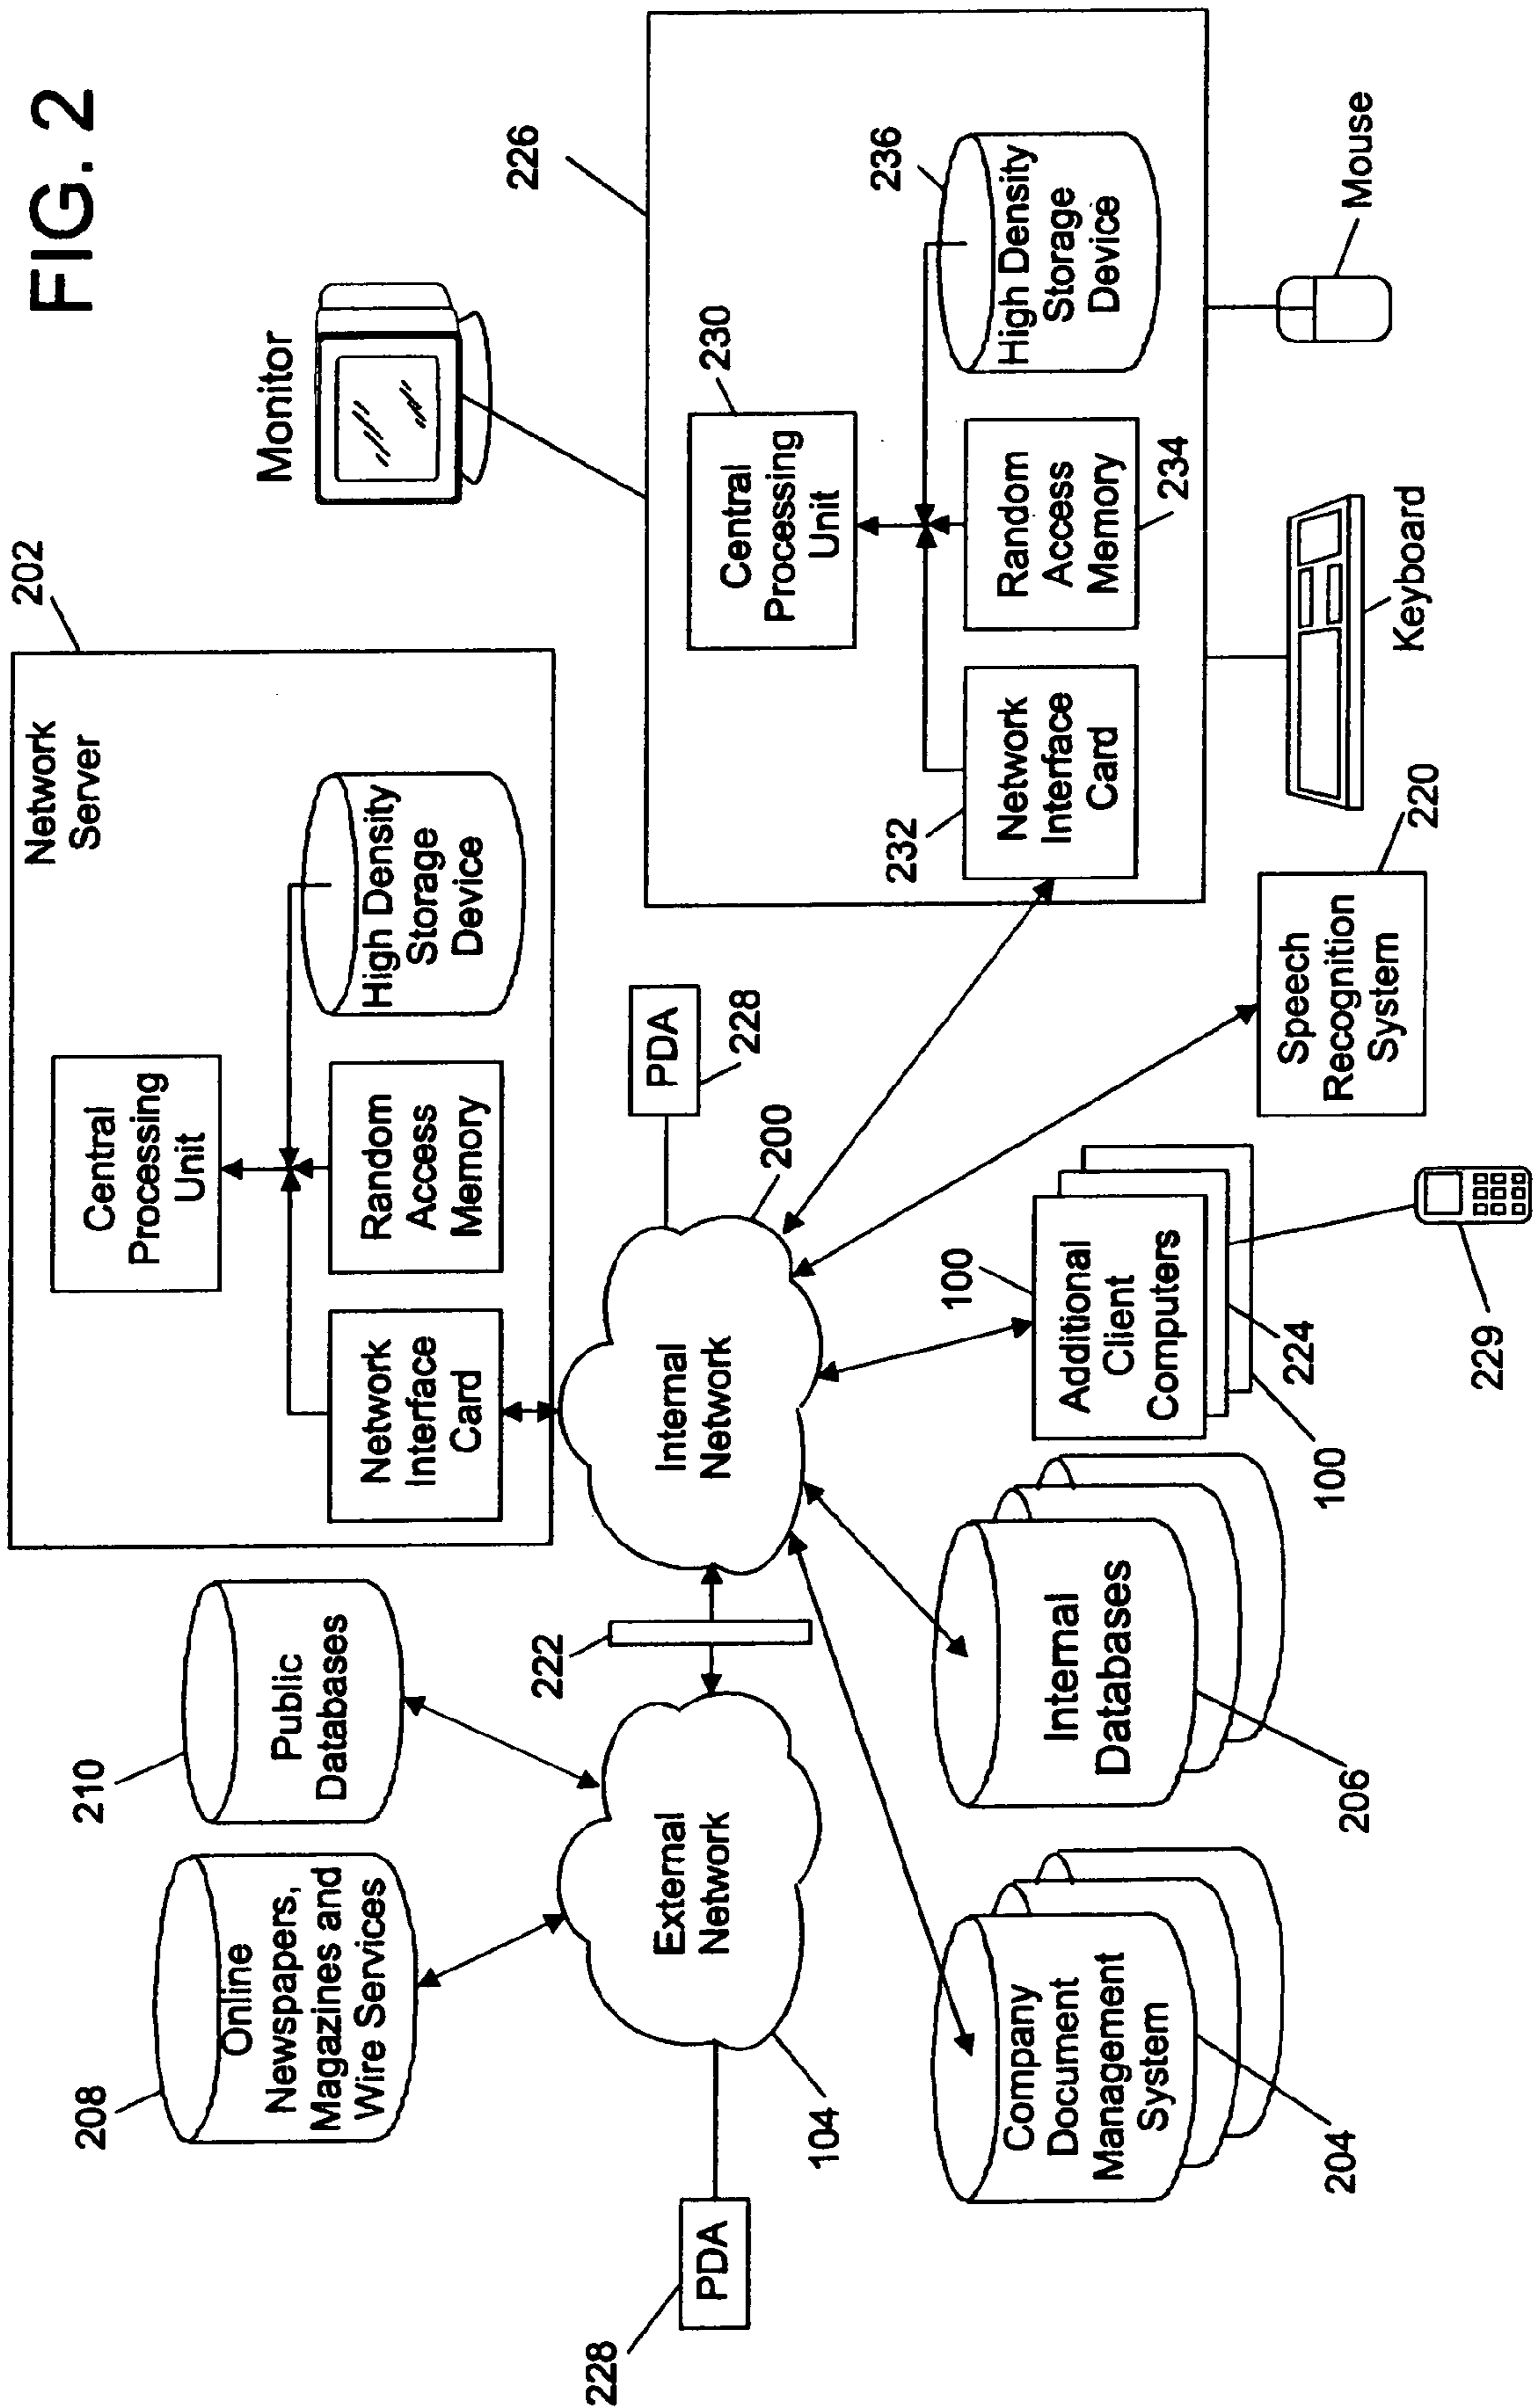 FIG. 2
Monitor
202
Network
Server
Central
Processing
Unit
High Density
Storage
Device
Random
Access
Memory
Network
Interface
Card
210
Public
Databases
208
Online
Newspapers,
Magazines and
Wire Services
226
230
Central
Processing
Unit
236
High Density
Storage
Device
Random
Access
Memory
234
232
Network
Interface
Card
Mouse
Keyboard
PDA
228
200
Internal
Network
222
External
Network
104
PDA
228
220
Speech
Recognition
System
100
Additional
Client
Computers
224
100
229
Internal
Databases
206
Company
Document
Management
System
204